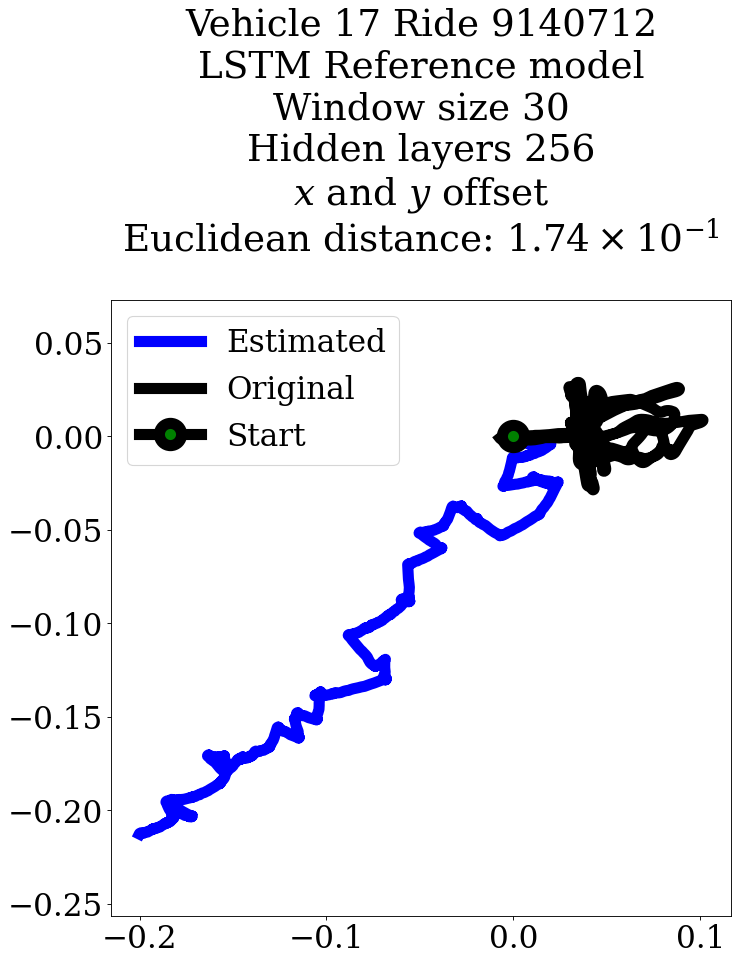 Vehicle 17 Ride 9140712
LSTM Reference model
Window size 30
Hidden layers 256
x and y offset
Euclidean distance: 1.74 × 10⁻¹
Estimated
Original
Start
0.05
0.00
−0.05
−0.10
−0.15
−0.20
−0.25
−0.2
−0.1
0.0
0.1